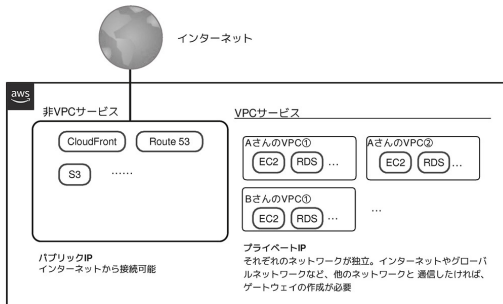 インターネット
aws
非VPCサービス
CloudFront
Route 53
S3
……
パブリックIP
インターネットから接続可能
VPCサービス
AさんのVPC①
EC2
RDS
…
AさんのVPC②
EC2
RDS
…
BさんのVPC①
EC2
RDS
…
…
プライベートIP
それぞれのネットワークが独立。インターネットやグローバ
ルネットワークなど、他のネットワークと 通信したければ、
ゲートウェイの作成が必要